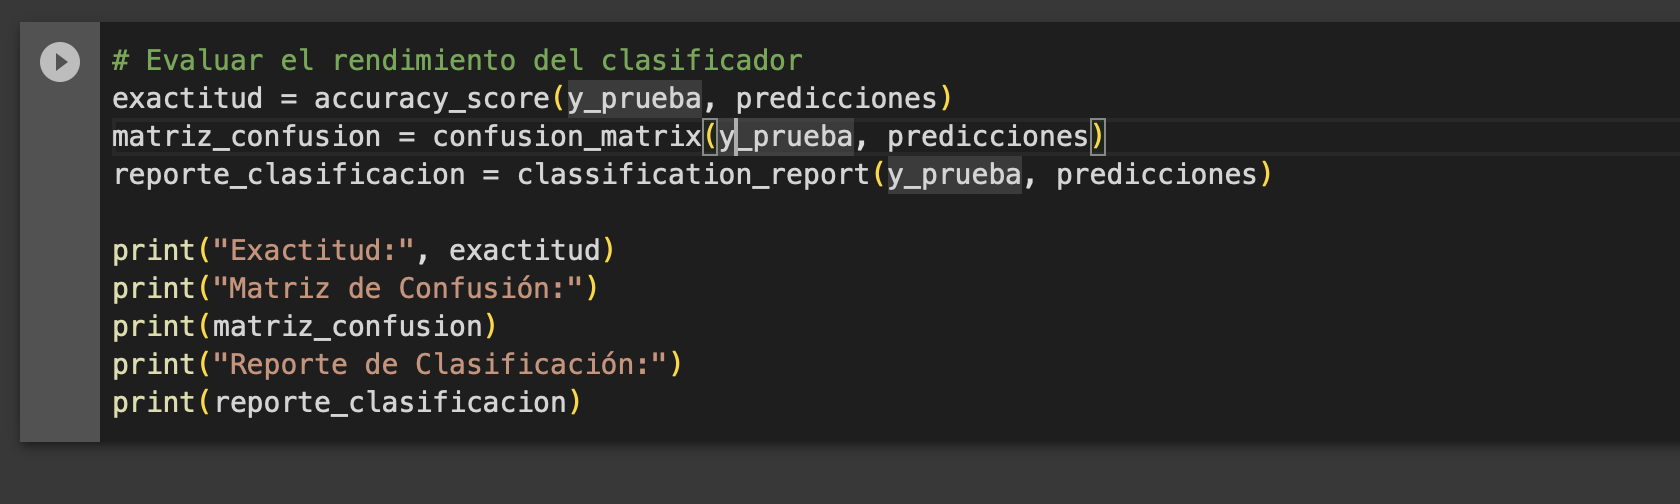 # Evaluar el rendimiento del clasificador
exactitud = accuracy_score(y_prueba, predicciones)
matriz_confusion = confusion_matrix(y_prueba, predicciones)
reporte_clasificacion = classification_report(y_prueba, predicciones)
print("Exactitud:", exactitud)
print("Matriz de Confusión:")
print(matriz_confusion)
print("Reporte de Clasificación:")
print(reporte_clasificacion)